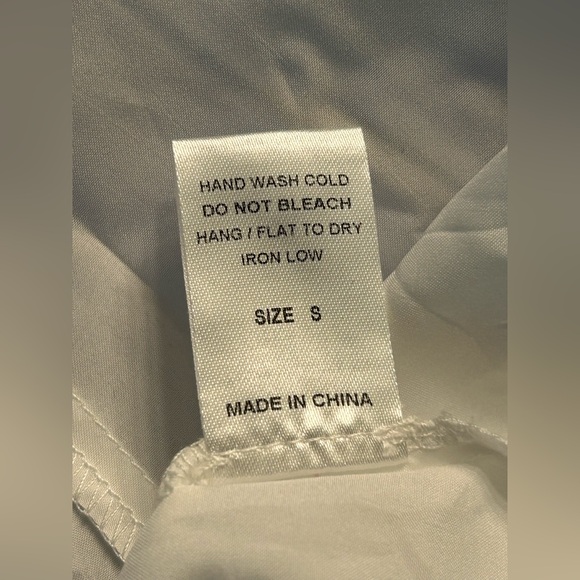 HAND WASH COLD
DO NOT BLEACH
HANG / FLAT TO DRY
IRON LOW
SIZE S
MADE IN CHINA